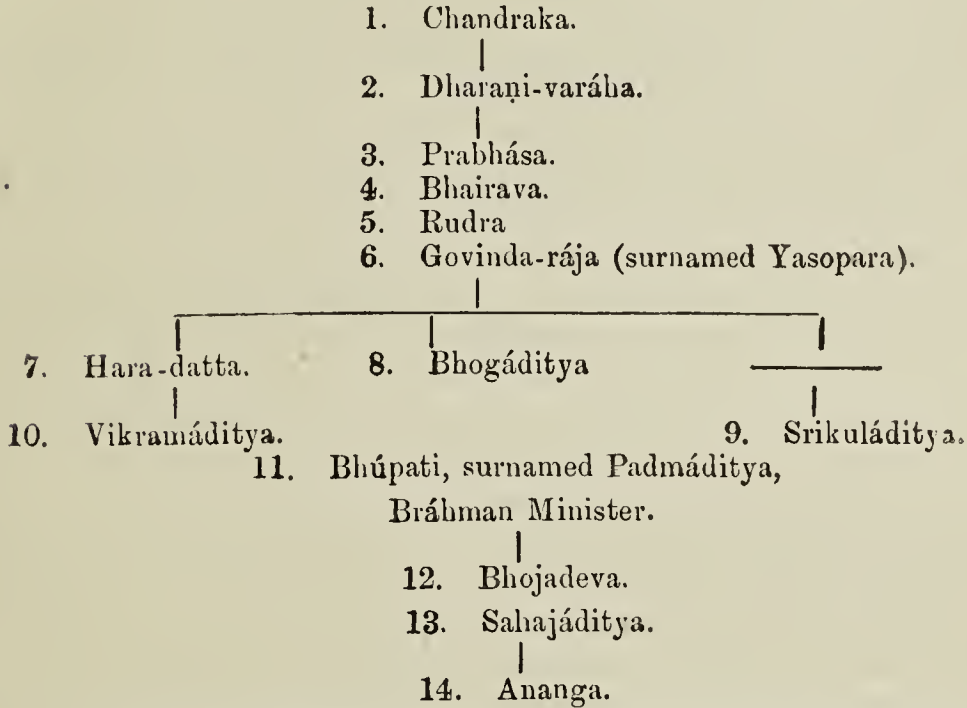 1. Chandraka.
2. Dharaṇi-varáha.
3. Prabhása.
4. Bhairava.
5. Rudra
6. Govinda-rája (surnamed Yasopara).
7. Hara-datta. 8. Bhogáditya
10. Vikramáditya. 9. Srikuláditya.
11. Bhúpati, surnamed Padmáditya,
Bráhman Minister.
12. Bhojadeva.
13. Sahajáditya.
14. Ananga.